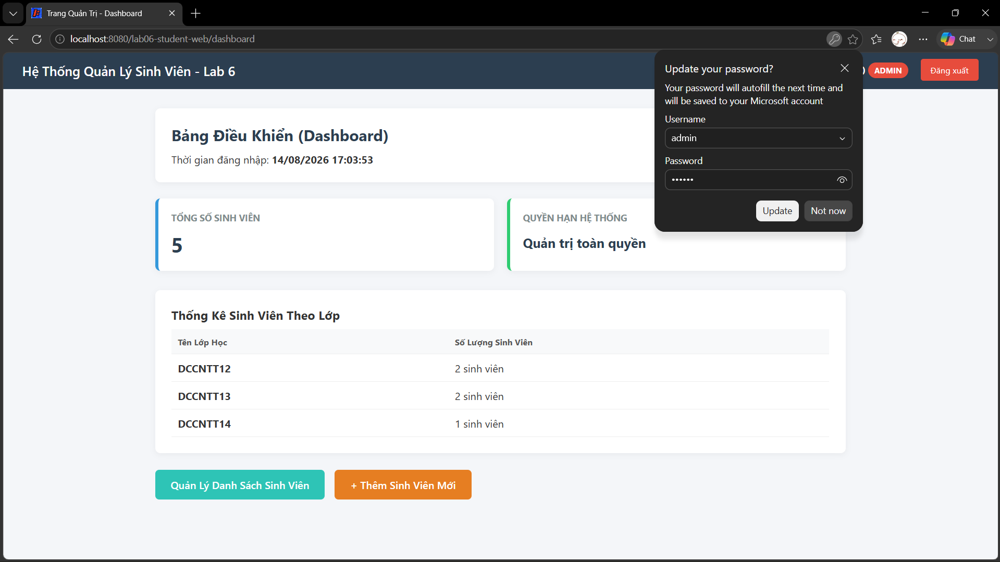 Trang Quản Trị - Dashboard
localhost:8080/lab06-student-web/dashboard
Chat
Hệ Thống Quản Lý Sinh Viên - Lab 6
)
ADMIN
Đăng xuất
Update your password?
Your password will autofill the next time and
will be saved to your Microsoft account
Username
admin
Password
••••••
Update
Not now
Bảng Điều Khiển (Dashboard)
Thời gian đăng nhập: 14/08/2026 17:03:53
TỔNG SỐ SINH VIÊN
5
QUYỀN HẠN HỆ THỐNG
Quản trị toàn quyền
Thống Kê Sinh Viên Theo Lớp
Tên Lớp Học
Số Lượng Sinh Viên
DCCNTT12
2 sinh viên
DCCNTT13
2 sinh viên
DCCNTT14
1 sinh viên
Quản Lý Danh Sách Sinh Viên
+ Thêm Sinh Viên Mới